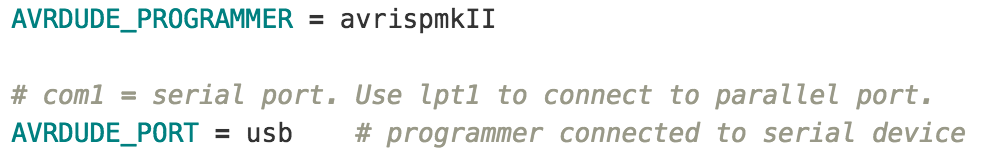 AVRDUDE_PROGRAMMER = avrispmkII
# com1 = serial port. Use lpt1 to connect to parallel port.
AVRDUDE_PORT = usb    # programmer connected to serial device